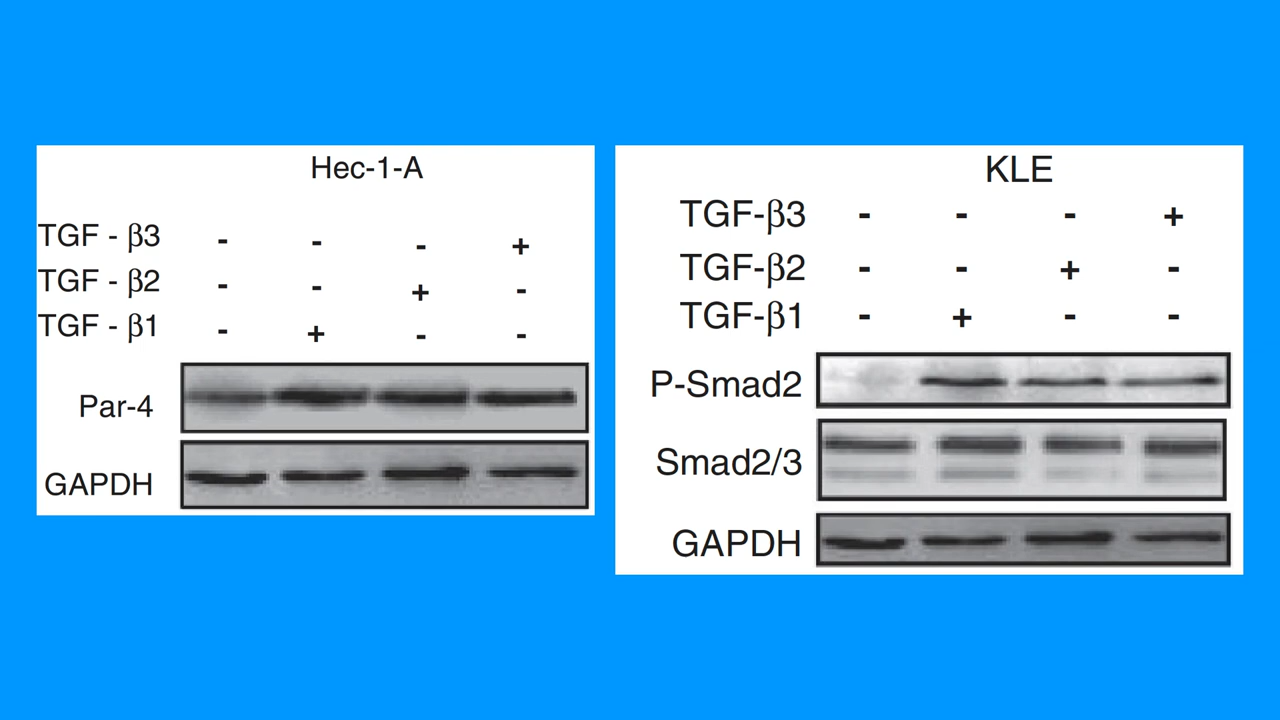 Hec-1-A
TGF - β3 - - - +
TGF - β2 - - + -
TGF - β1 - + - -
Par-4
GAPDH
KLE
TGF-β3 - - - +
TGF-β2 - - + -
TGF-β1 - + - -
P-Smad2
Smad2/3
GAPDH